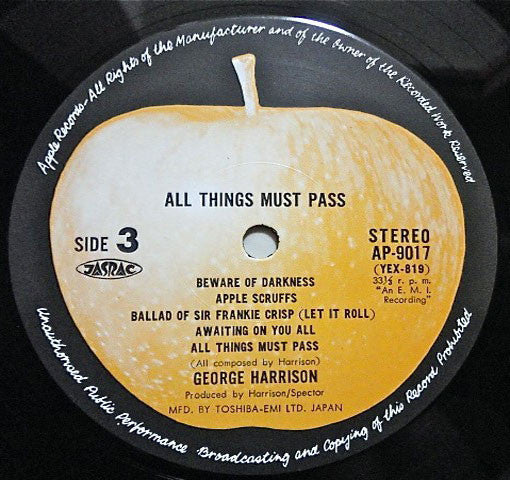 Apple Records–All Rights of the Manufacturer and of the Owner of the Recorded Work Reserved
ALL THINGS MUST PASS
SIDE 3
JASRAC
STEREO
AP-9017
(YEX-819)
33⅓ r. p. m.
"An E. M. I.
Recording"
BEWARE OF DARKNESS
APPLE SCRUFFS
BALLAD OF SIR FRANKIE CRISP (LET IT ROLL)
AWAITING ON YOU ALL
ALL THINGS MUST PASS
(All composed by Harrison)
GEORGE HARRISON
Produced by Harrison/Spector
MFD. BY TOSHIBA-EMI LTD. JAPAN
Unauthorised Public Performance Broadcasting and Copying of this Record Prohibited